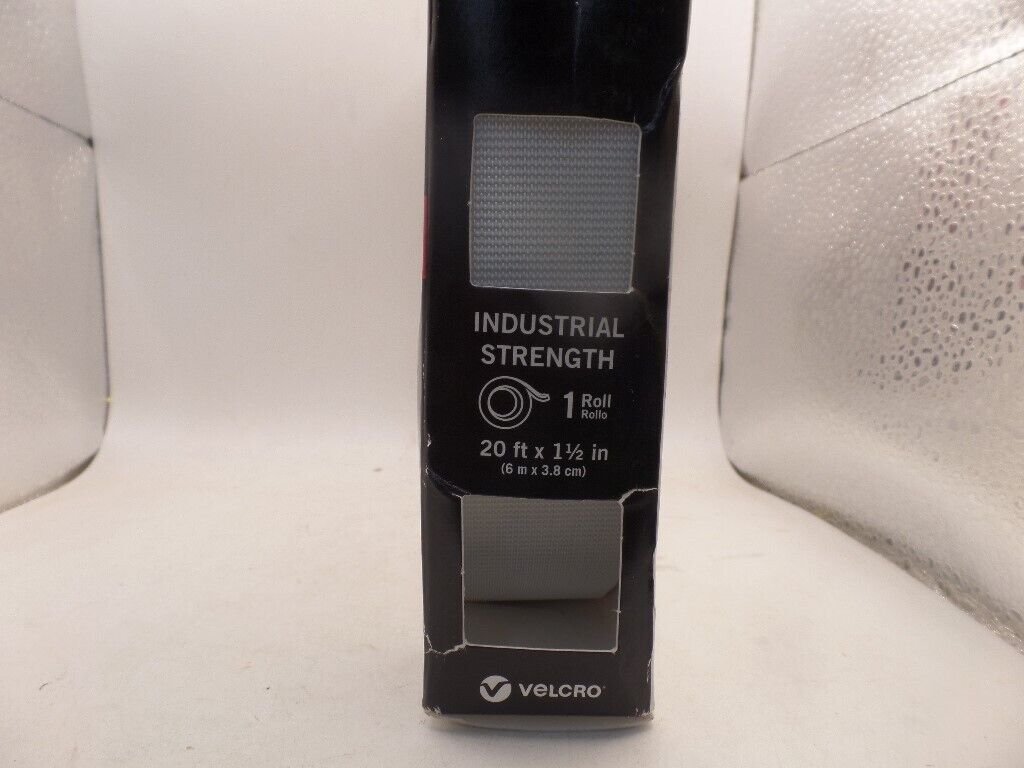 INDUSTRIAL
STRENGTH
1 Roll
Rollo
20 ft x 1½ in
(6 m x 3.8 cm)
VELCRO